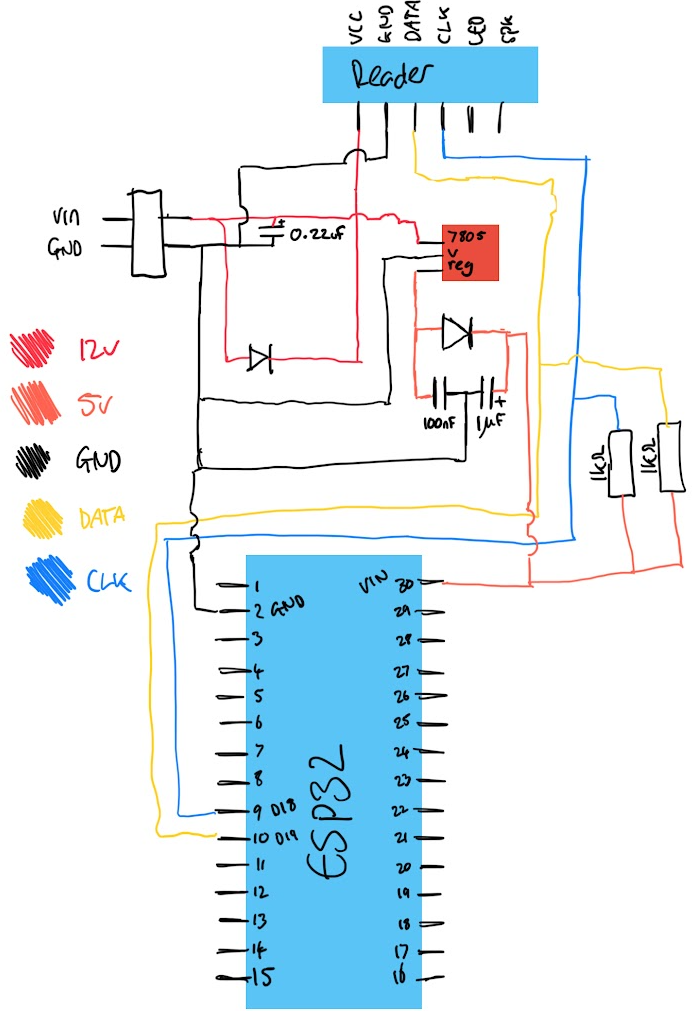 VCC GND DATA CLK LED SPK
Reader
VIN
GND
+
0.22uF
7805
V
reg
12v
5V
GND
DATA
CLK
100nF
1μF
+
1kΩ
1kΩ
1
2 GND
3
4
5
6
7
8
9 D18
10 D19
11
12
13
14
15
ESP32
VIN 30
29
28
27
26
25
24
23
22
21
20
19
18
17
16